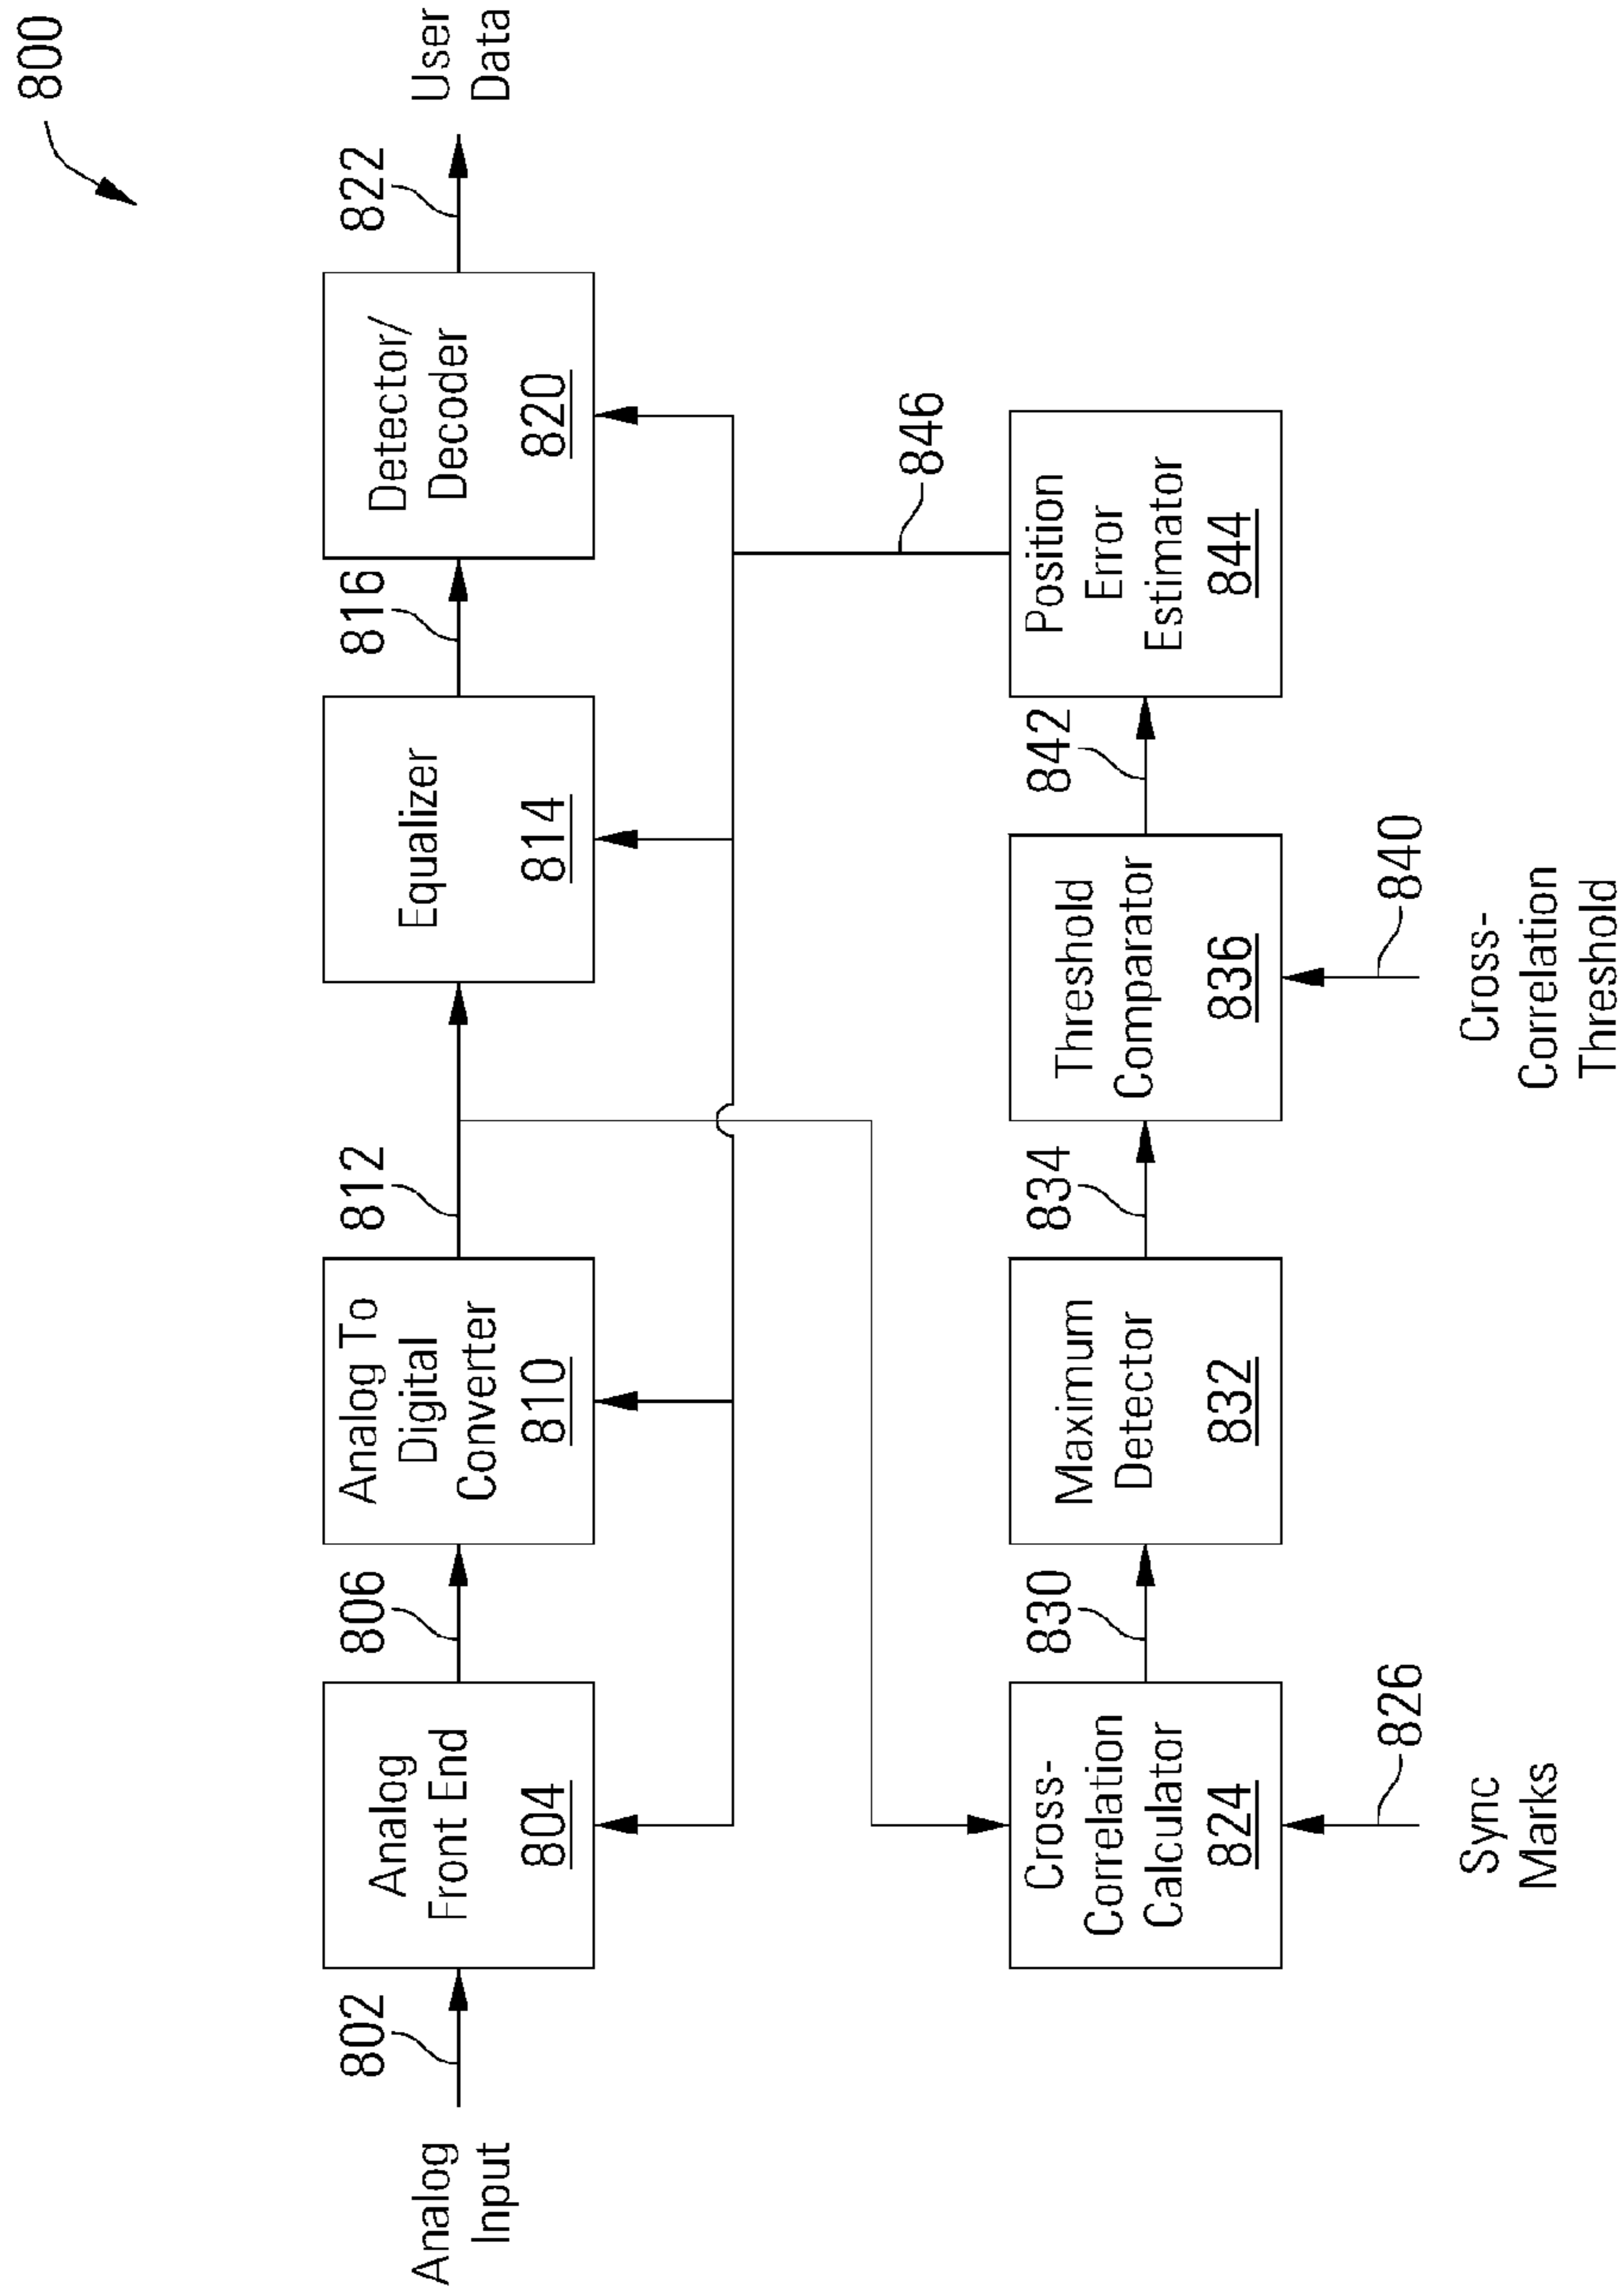 800
Analog
Input
802
Analog
Front End
804
806
Analog To
Digital
Converter
810
812
Equalizer
814
816
Detector/
Decoder
820
822
User
Data
Cross-
Correlation
Calculator
824
826
Sync
Marks
830
Maximum
Detector
832
834
Threshold
Comparator
836
840
Cross-
Correlation
Threshold
842
Position
Error
Estimator
844
846